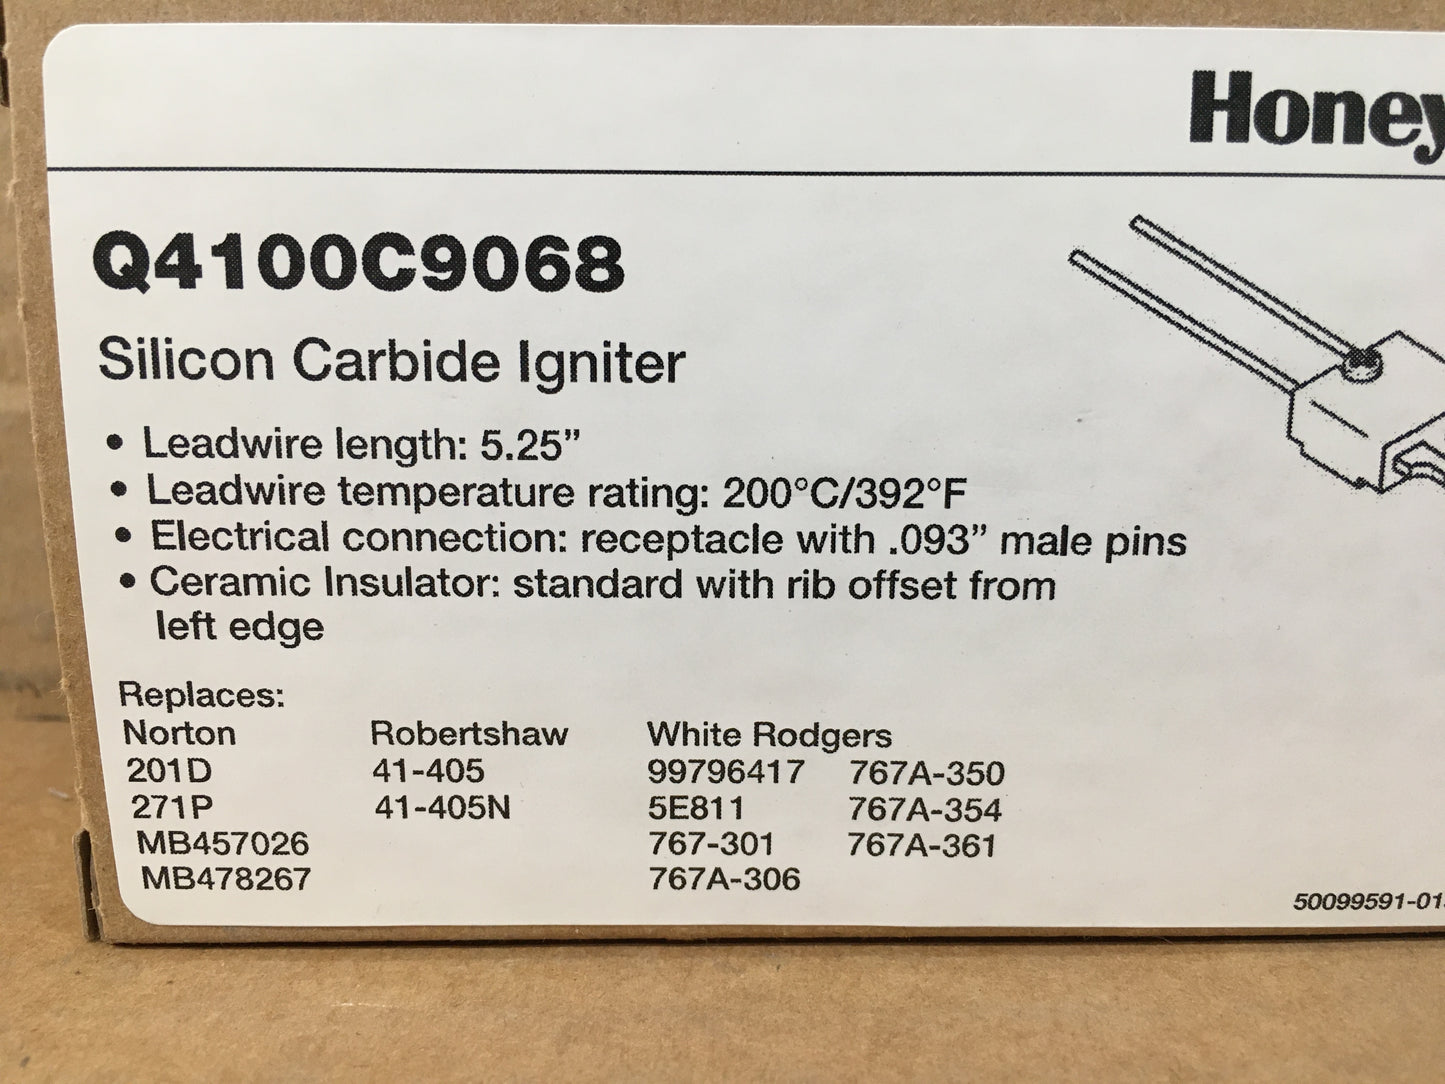 Honey
Q4100C9068
Silicon Carbide Igniter
• Leadwire length: 5.25”
• Leadwire temperature rating: 200°C/392°F
• Electrical connection: receptacle with .093” male pins
• Ceramic Insulator: standard with rib offset from
left edge
Replaces:
Norton Robertshaw White Rodgers
201D 41-405 99796417 767A-350
271P 41-405N 5E811 767A-354
MB457026 767-301 767A-361
MB478267 767A-306
50099591-01